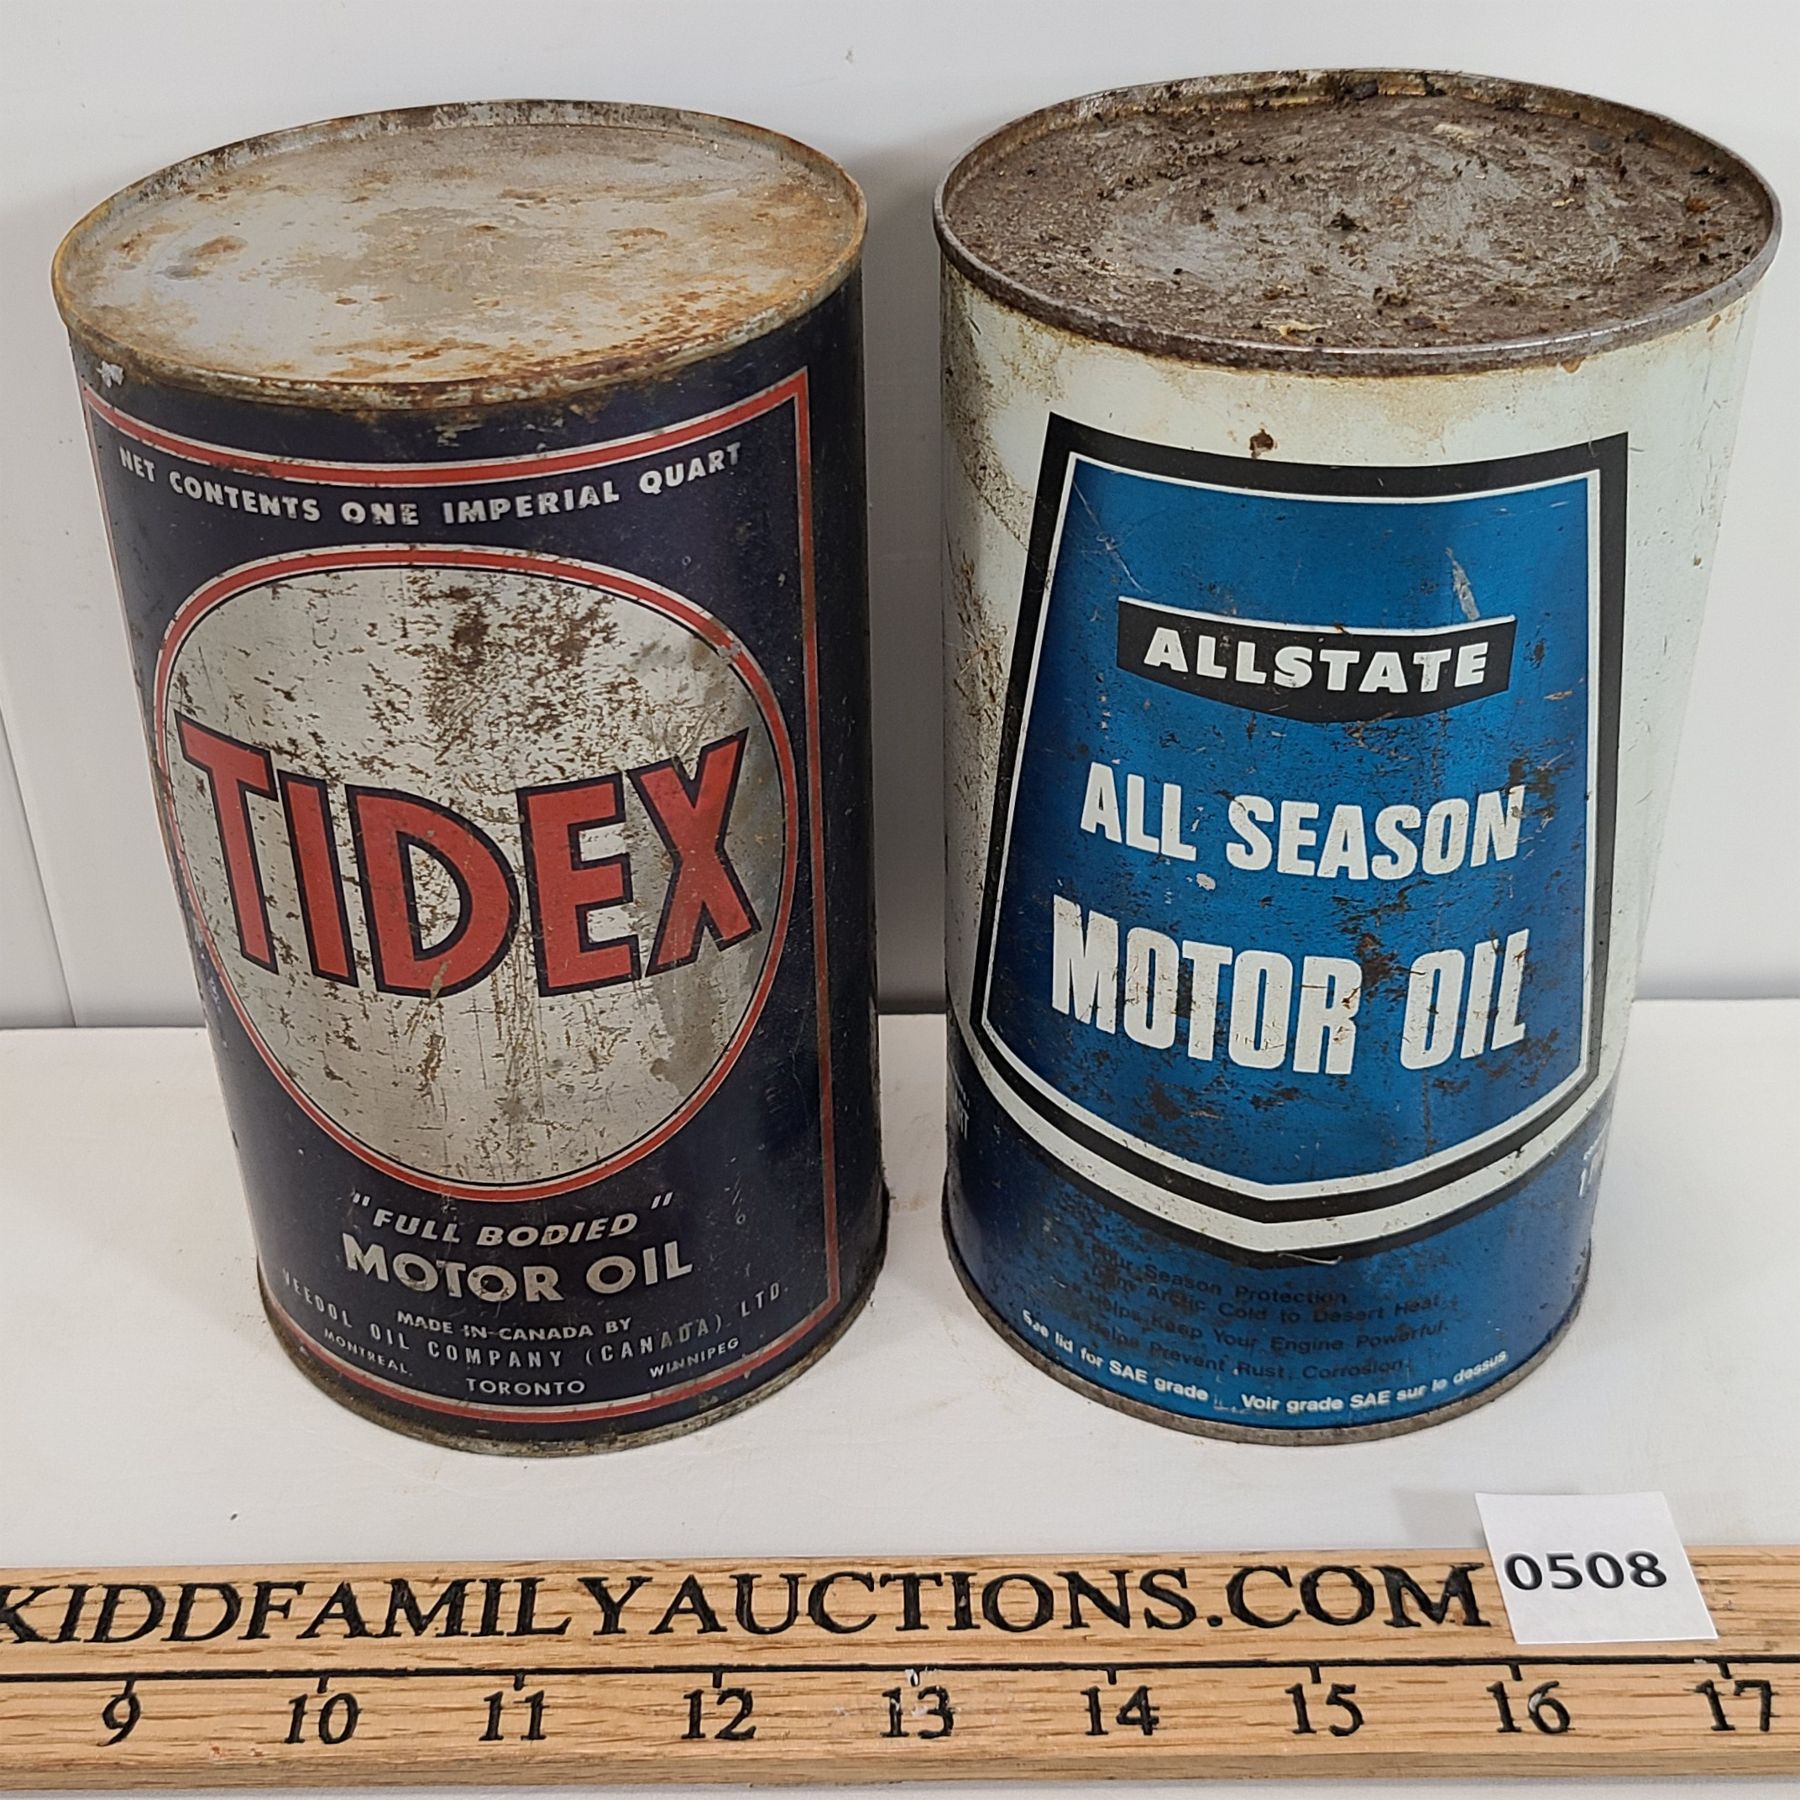 NET CONTENTS ONE IMPERIAL QUART
TIDEX
"FULL BODIED"
MOTOR OIL
MADE IN CANADA BY
VEEDOL OIL COMPANY (CANADA) LTD.
MONTREAL. TORONTO WINNIPEG
ALLSTATE
ALL SEASON
MOTOR OIL
Four Season Protection
from Arctic Cold to Desert Heat
Helps Keep Your Engine Powerful.
Helps Prevent Rust, Corrosion
See lid for SAE grade Voir grade SAE sur le dessus
0508
KIDDFAMILYAUCTIONS.COM
9 10 11 12 13 14 15 16 17